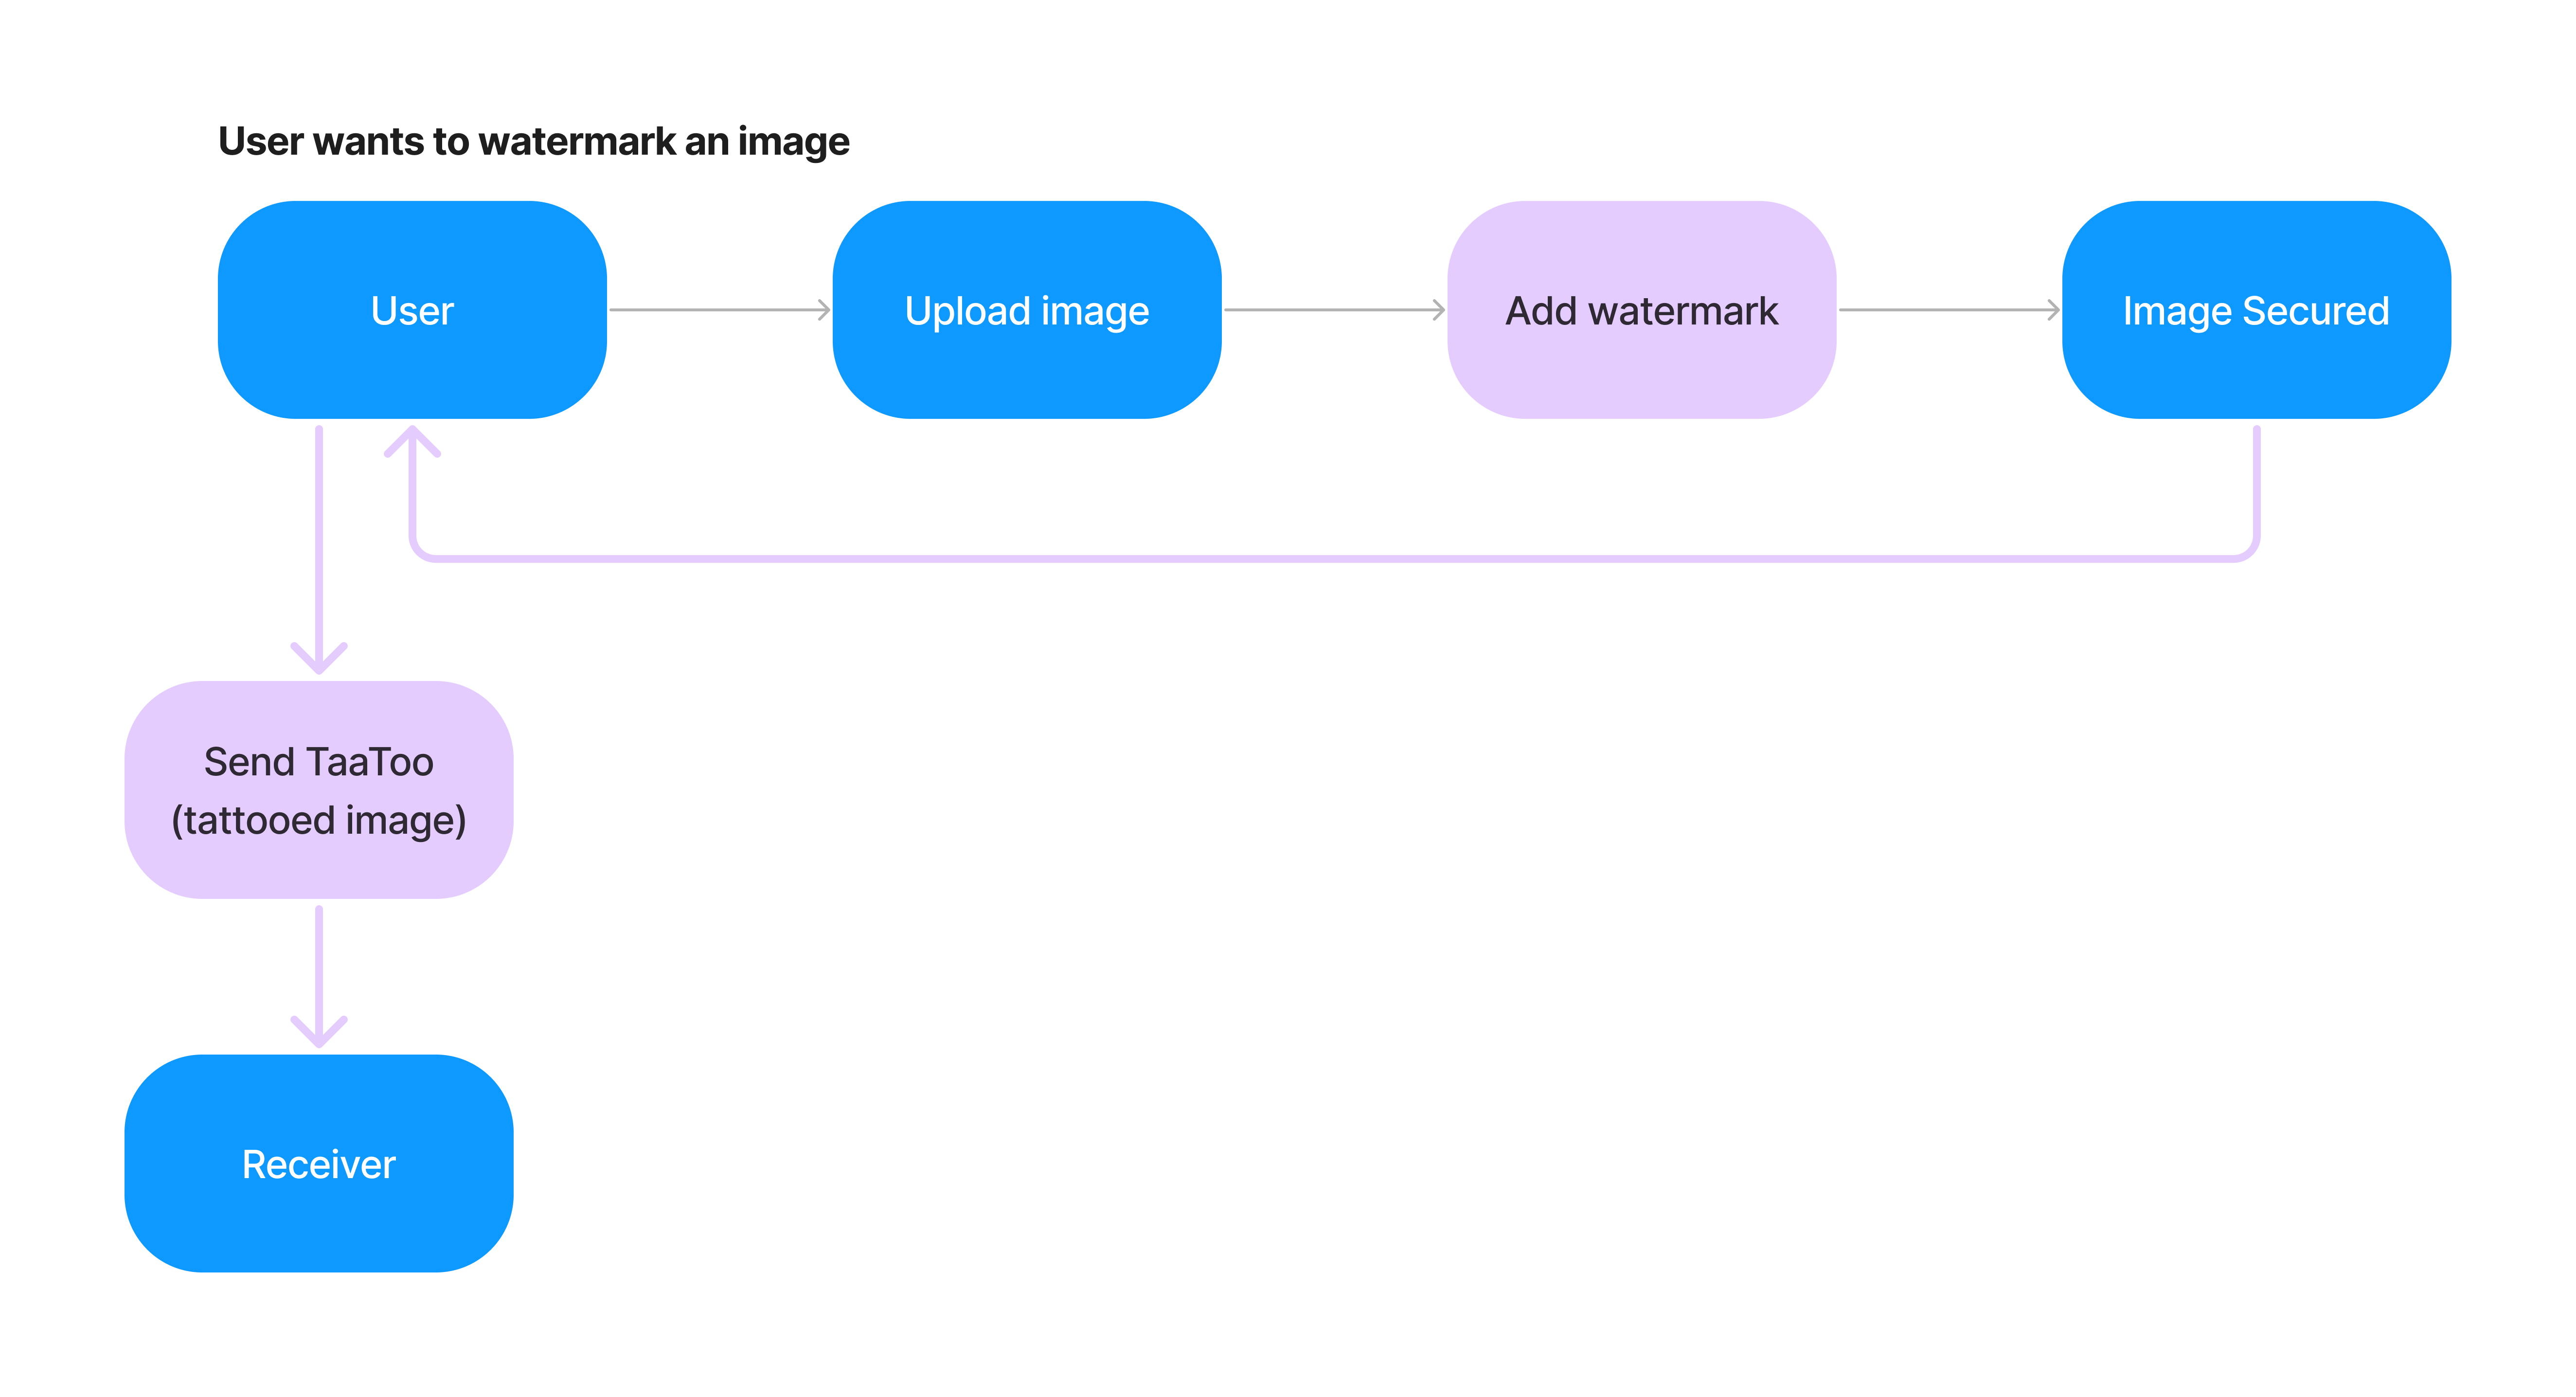 User wants to watermark an image
User
Upload image
Add watermark
Image Secured
Send TaaToo
(tattooed image)
Receiver